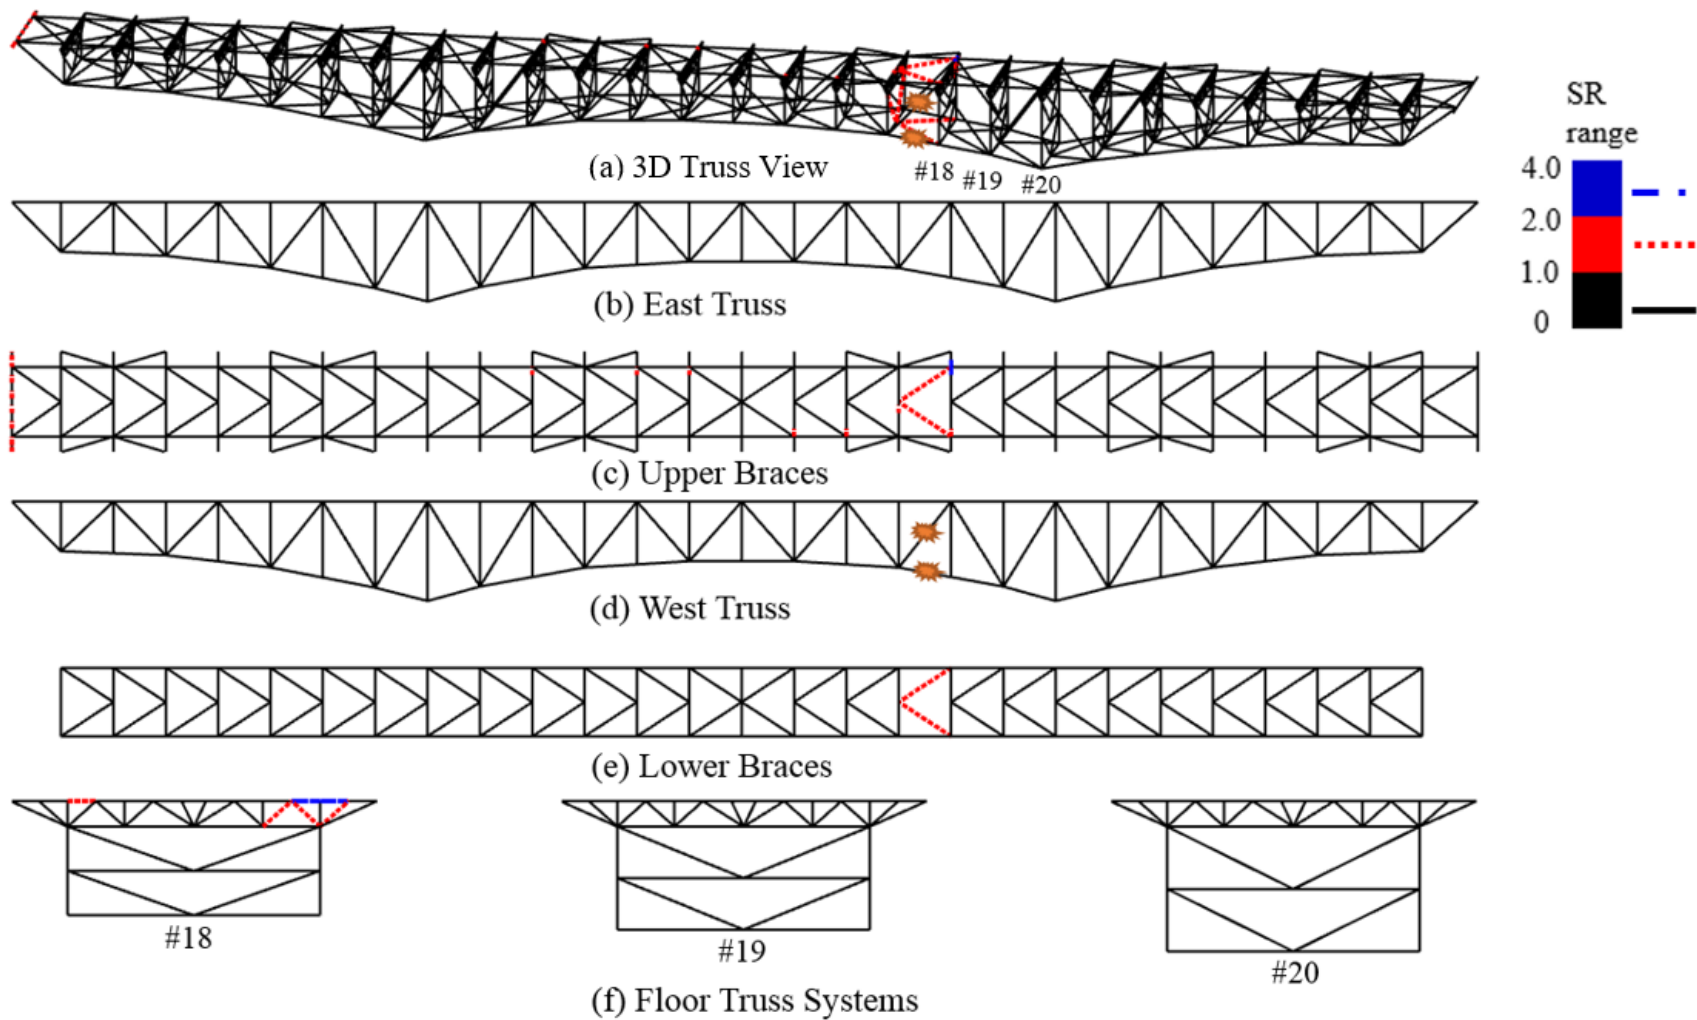 SR
range
4.0
2.0
1.0
0
(a) 3D Truss View
#18
#19
#20
(b) East Truss
(c) Upper Braces
(d) West Truss
(e) Lower Braces
#18
#19
#20
(f) Floor Truss Systems